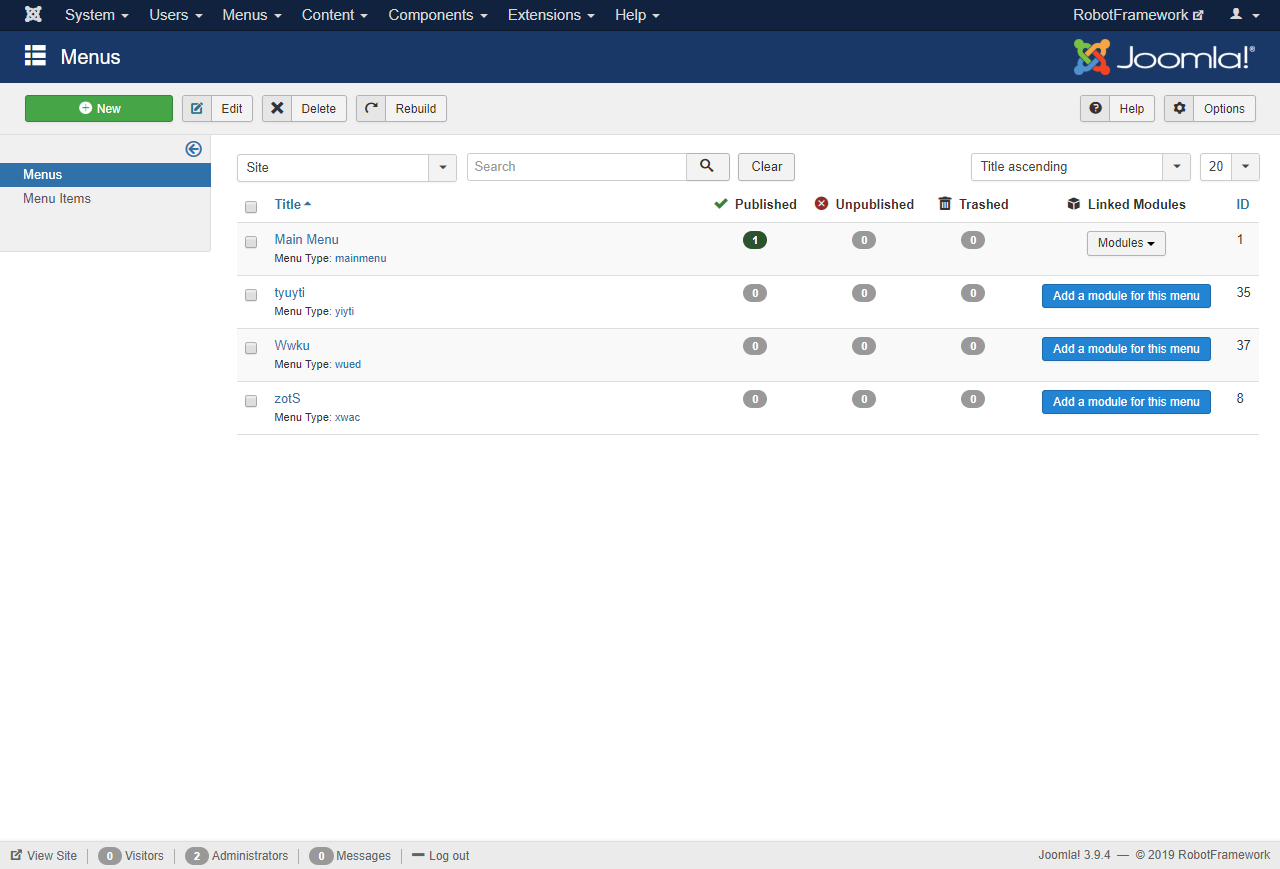 System Users Menus Content Components Extensions Help RobotFramework
Menus Joomla!®
New Edit Delete Rebuild Help Options
Menus
Menu Items
Site Search Clear Title ascending 20
Title Published Unpublished Trashed Linked Modules ID
Main Menu 1 0 0 Modules 1
Menu Type: mainmenu
tyuyti 0 0 0 Add a module for this menu 35
Menu Type: yiyti
Wwku 0 0 0 Add a module for this menu 37
Menu Type: wued
zotS 0 0 0 Add a module for this menu 8
Menu Type: xwac
View Site 0 Visitors 2 Administrators 0 Messages Log out Joomla! 3.9.4 — © 2019 RobotFramework